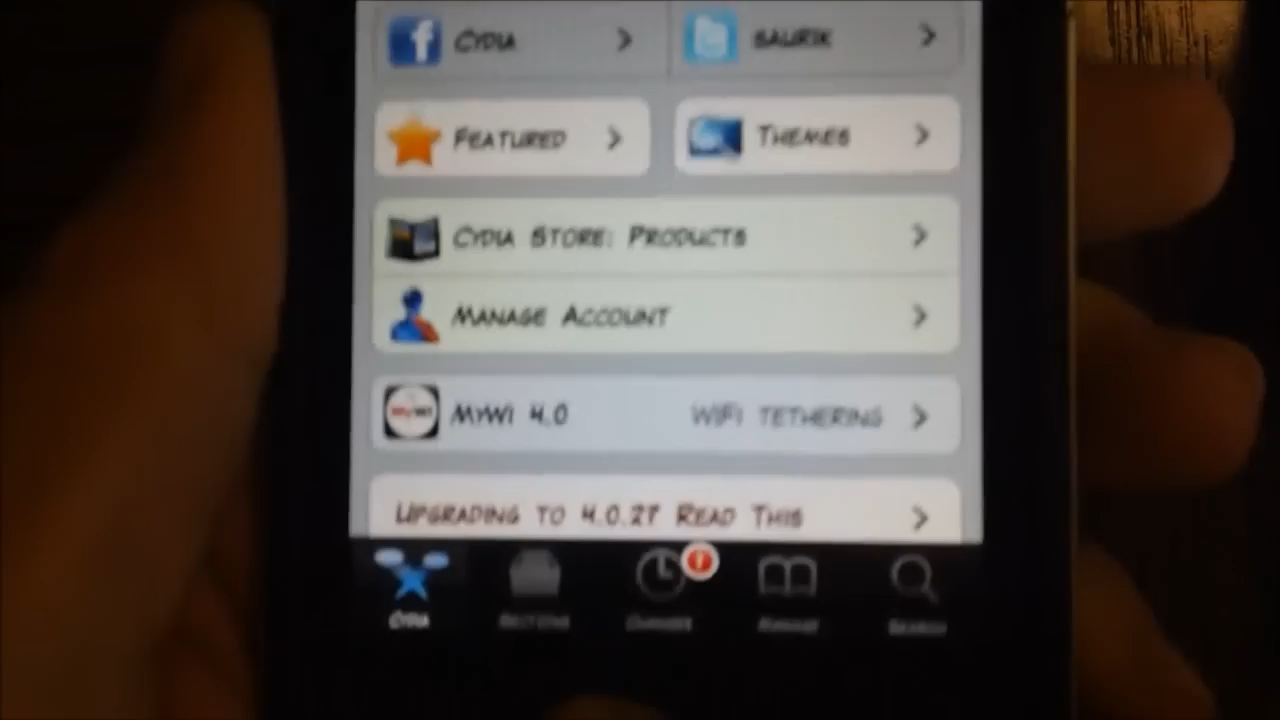 f CYDIA
SAURIK
FEATURED
THEMES
CYDIA STORE: PRODUCTS
MANAGE ACCOUNT
MYWI 4.0 WIFI TETHERING
UPGRADING TO 4.0.2? READ THIS
CYDIA SECTIONS CHANGES MANAGE SEARCH